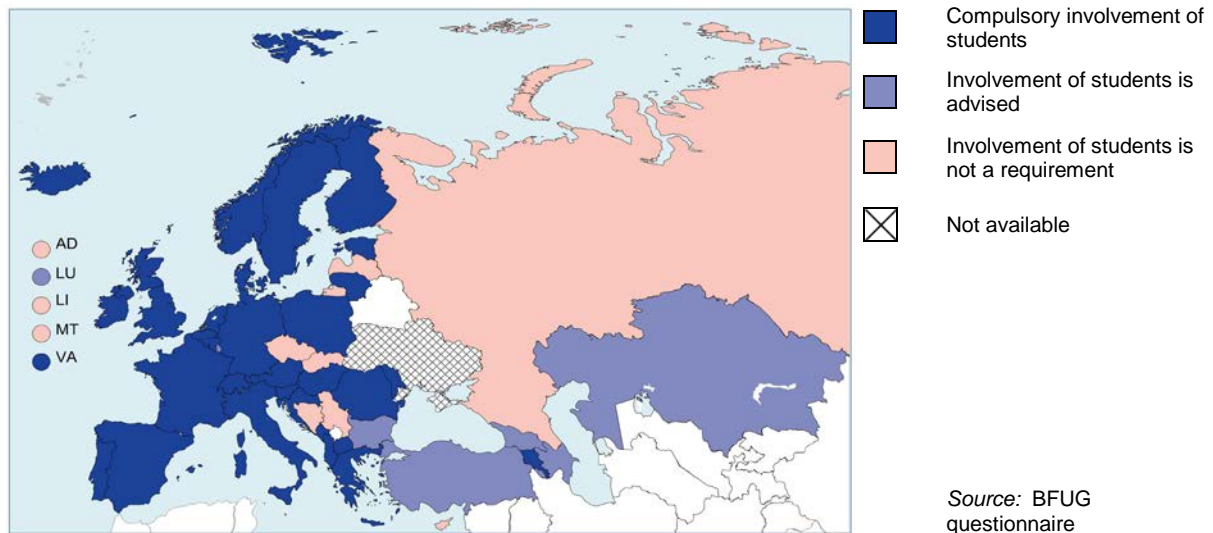 AD
LU
LI
MT
VA
Compulsory involvement of
students
Involvement of students is
advised
Involvement of students is
not a requirement
Not available
Source: BFUG
questionnaire